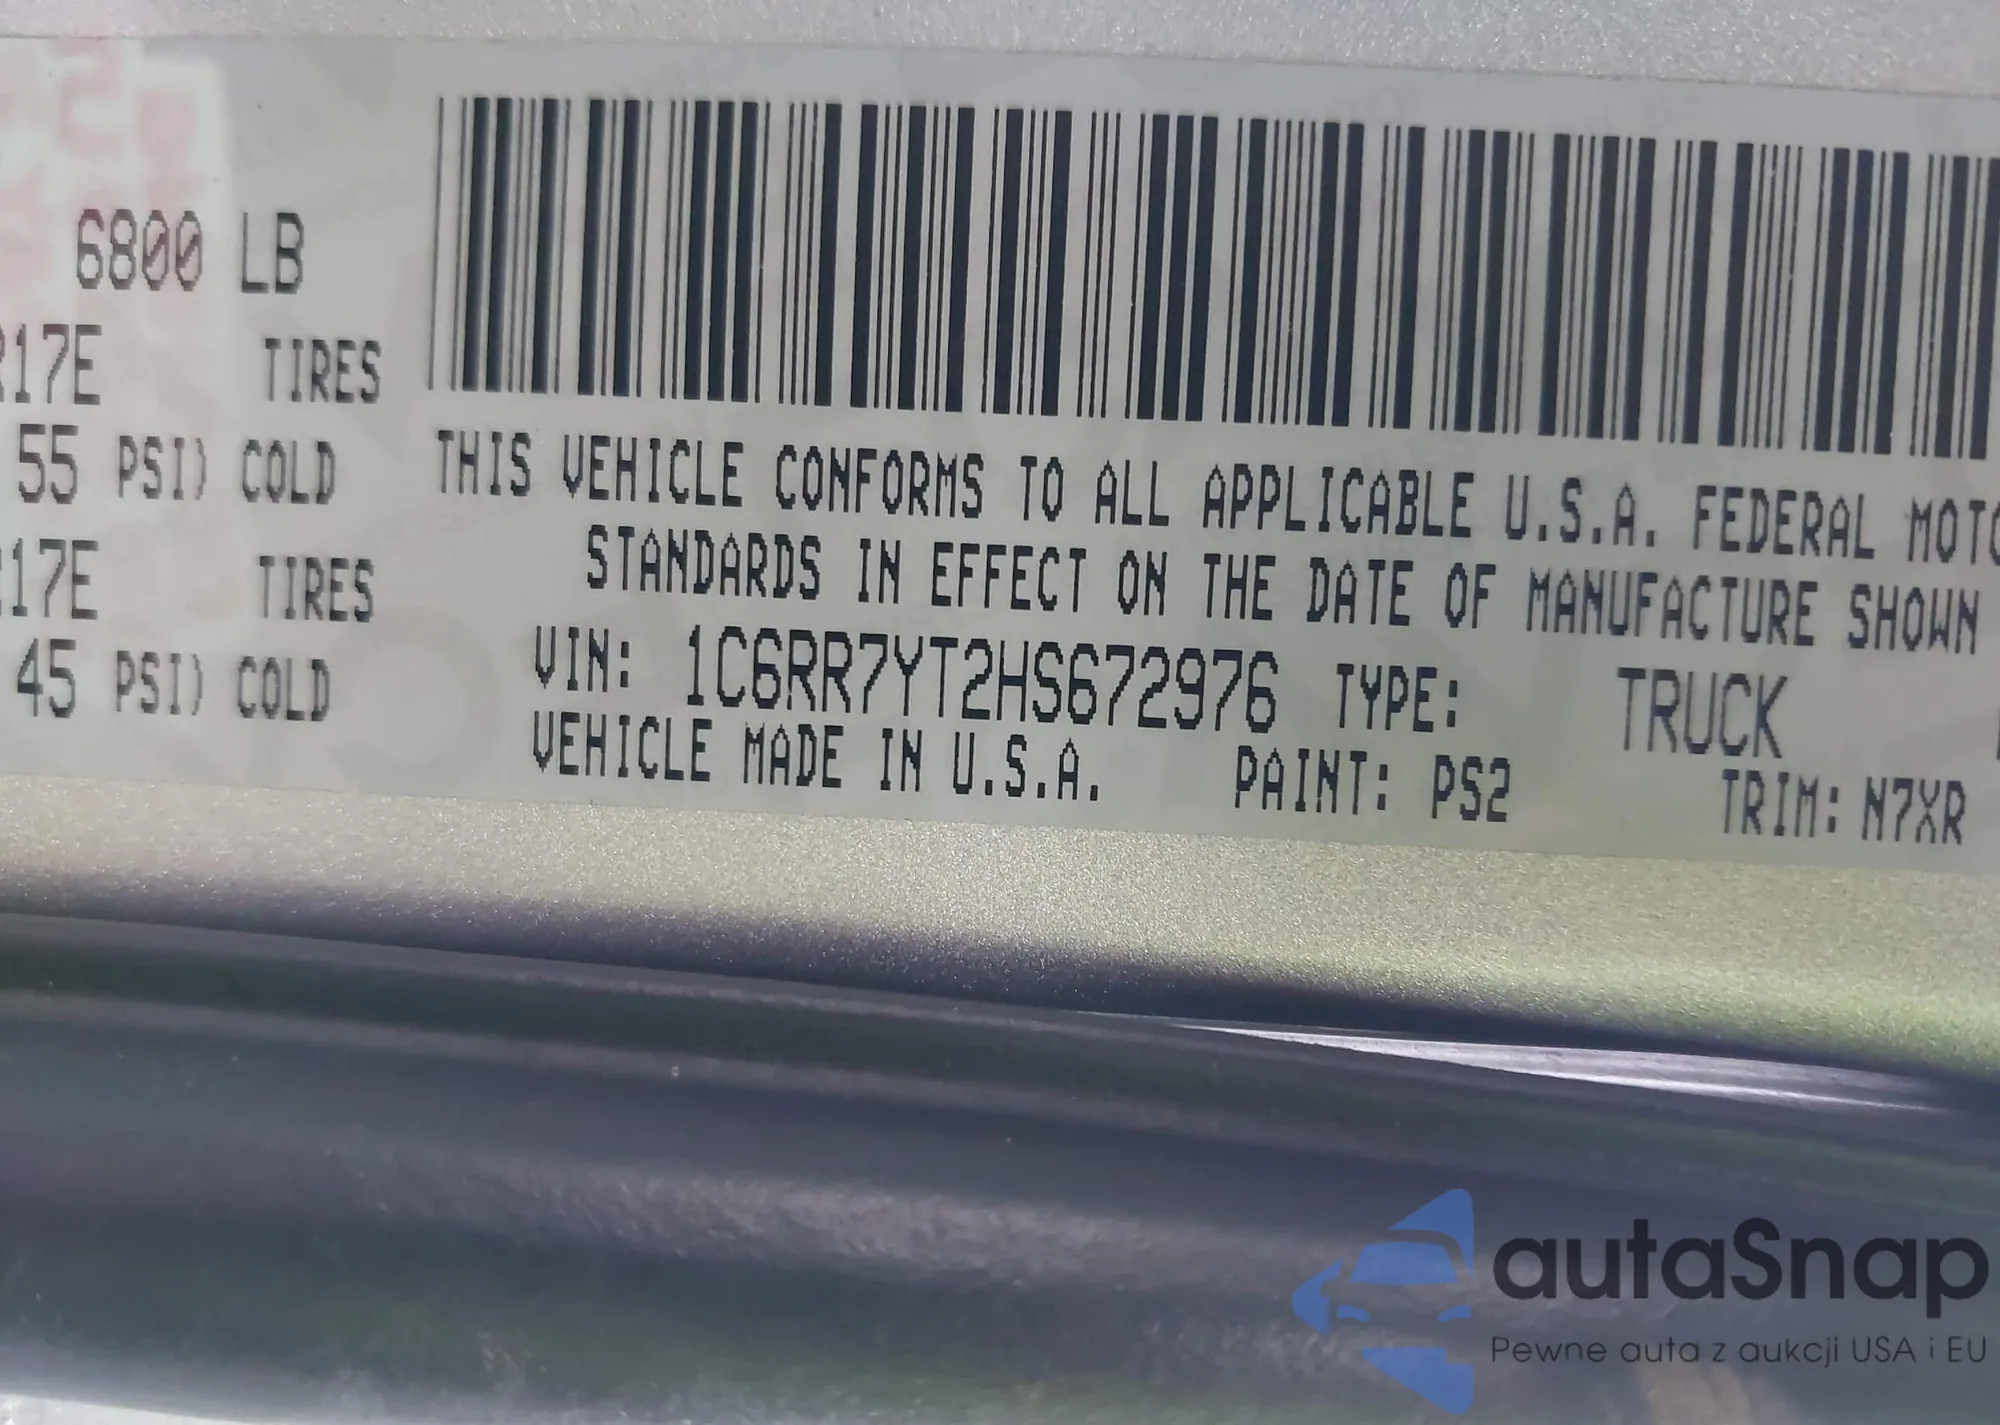 6800 LB
R17E TIRES
55 PSI) COLD
17E TIRES
45 PSI) COLD
THIS VEHICLE CONFORMS TO ALL APPLICABLE U.S.A. FEDERAL MOTO
STANDARDS IN EFFECT ON THE DATE OF MANUFACTURE SHOWN
VIN: 1C6RR7YT2HS672976 TYPE: TRUCK
VEHICLE MADE IN U.S.A. PAINT: PS2 TRIM: N7XR
autaSnap
Pewne auta z aukcji USA i EU